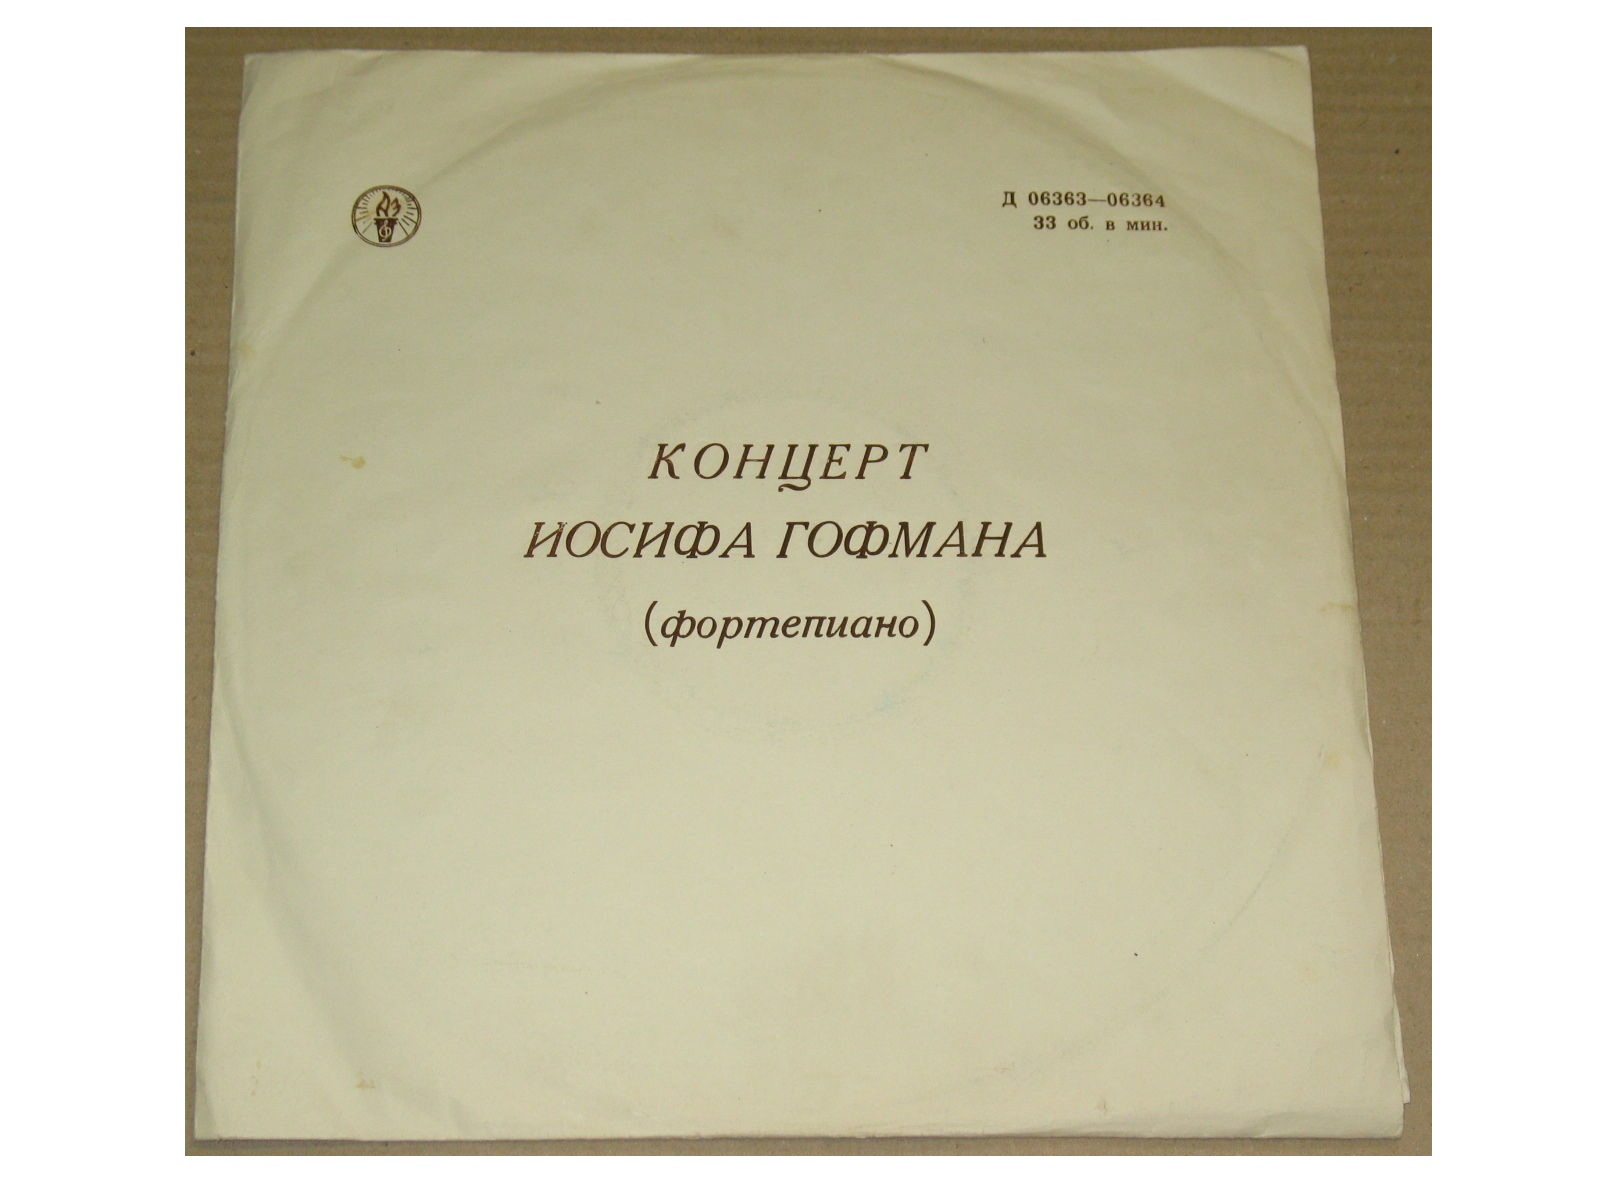 Д 06363—06364
33 об. в мин.
КОНЦЕРТ
ИОСИФА ГОФМАНА
(фортепиано)